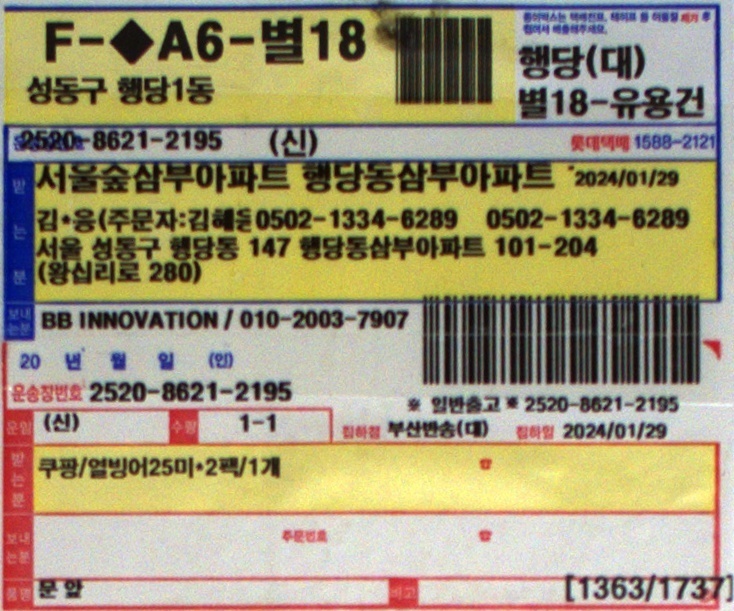 F-◆A6-별18
성동구 행당1동
종이박스는 택배전표, 테이프 등 이물질 제거 후
접어서 배출해주세요.
행당(대)
별18-유용건
2520-8621-2195 (신)
롯데택배 1588-2121
받는분
서울숲삼부아파트 행당동삼부아파트 2024/01/29
김*응(주문자:김혜든 0502-1334-6289 0502-1334-6289
서울 성동구 행당동 147 행당동삼부아파트 101-204
(왕십리로 280)
보내는분 BB INNOVATION / 010-2003-7907
20 년 월 일 (인)
운송장번호 2520-8621-2195
※ 일반출고 ※ 2520-8621-2195
운임 (신) 수량 1-1 집하점 부산반송(대) 집하일 2024/01/29
받는분 쿠팡/열빙어25미*2팩/1개 ☎
보내는분 주문번호 ☎
품명 문 앞 비고 [1363/1737]